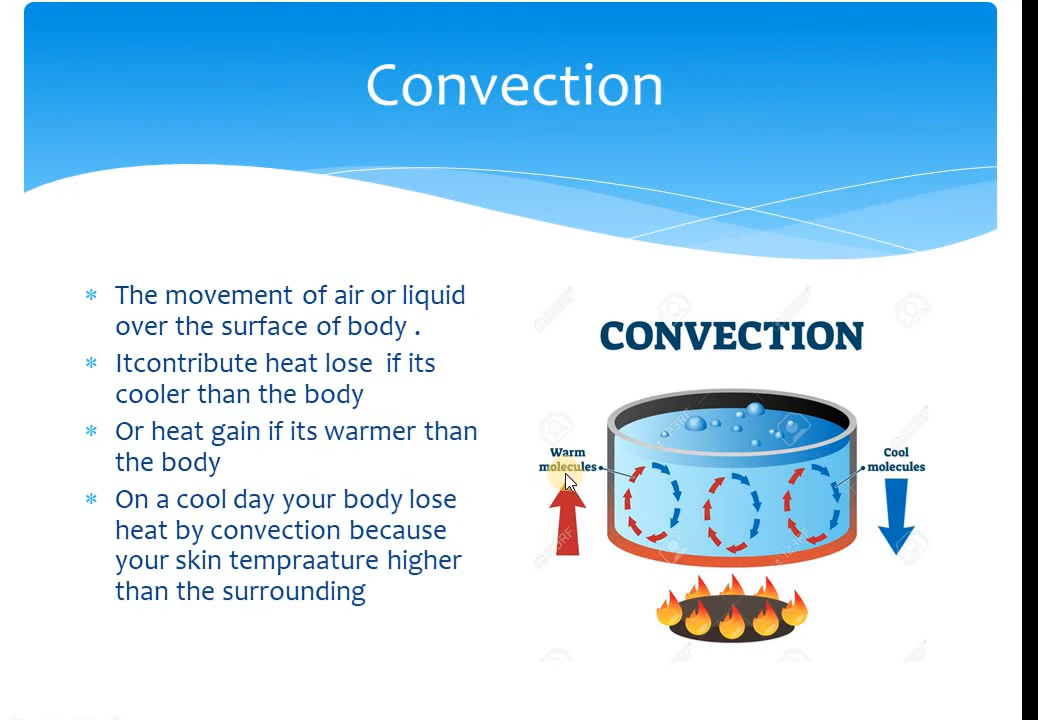 Convection
The movement of air or liquid
over the surface of body .
Itcontribute heat lose if its
cooler than the body
Or heat gain if its warmer than
the body
On a cool day your body lose
heat by convection because
your skin tempraature higher
than the surrounding
CONVECTION
Warm
molecules
Cool
molecules